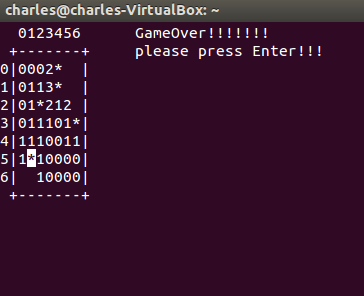 charles@charles-VirtualBox: ~
  0123456      GameOver!!!!!!!
 +-------+     please press Enter!!!
0|0002*  |
1|0113*  |
2|01*212 |
3|011101*|
4|1110011|
5|1*10000|
6|  10000|
 +-------+